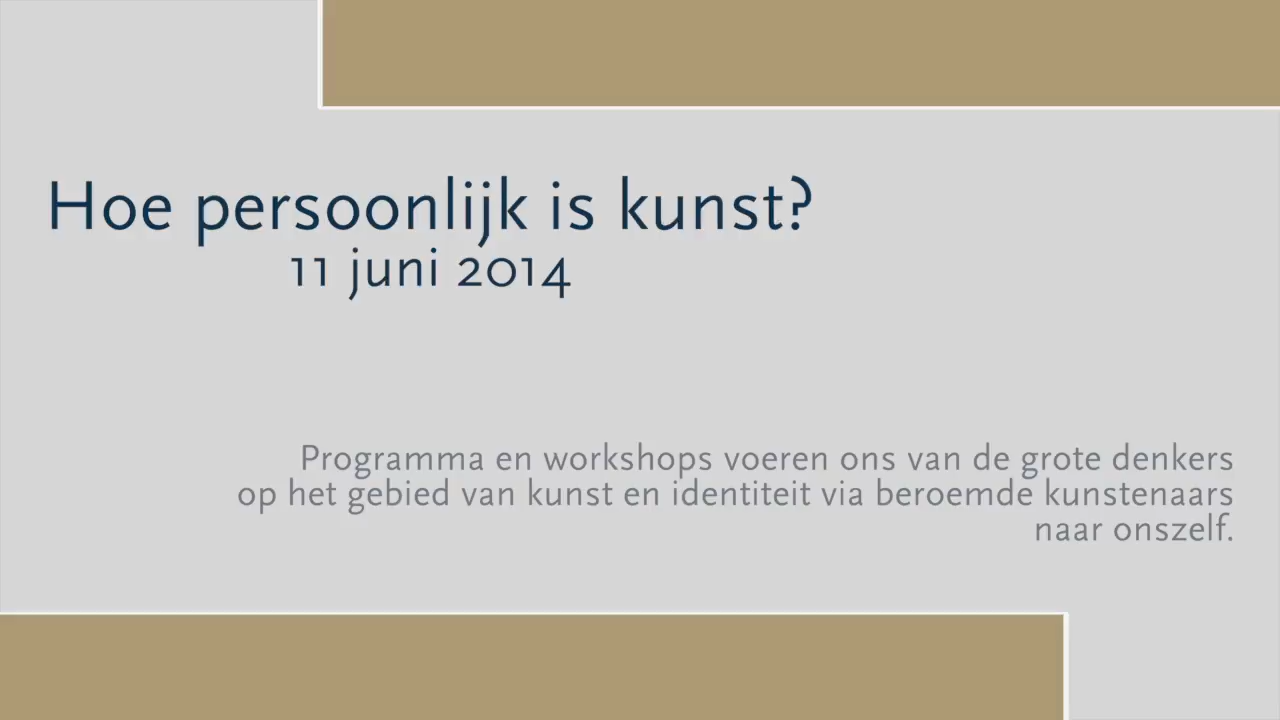 Hoe persoonlijk is kunst?
11 juni 2014
Programma en workshops voeren ons van de grote denkers
op het gebied van kunst en identiteit via beroemde kunstenaars
naar onszelf.